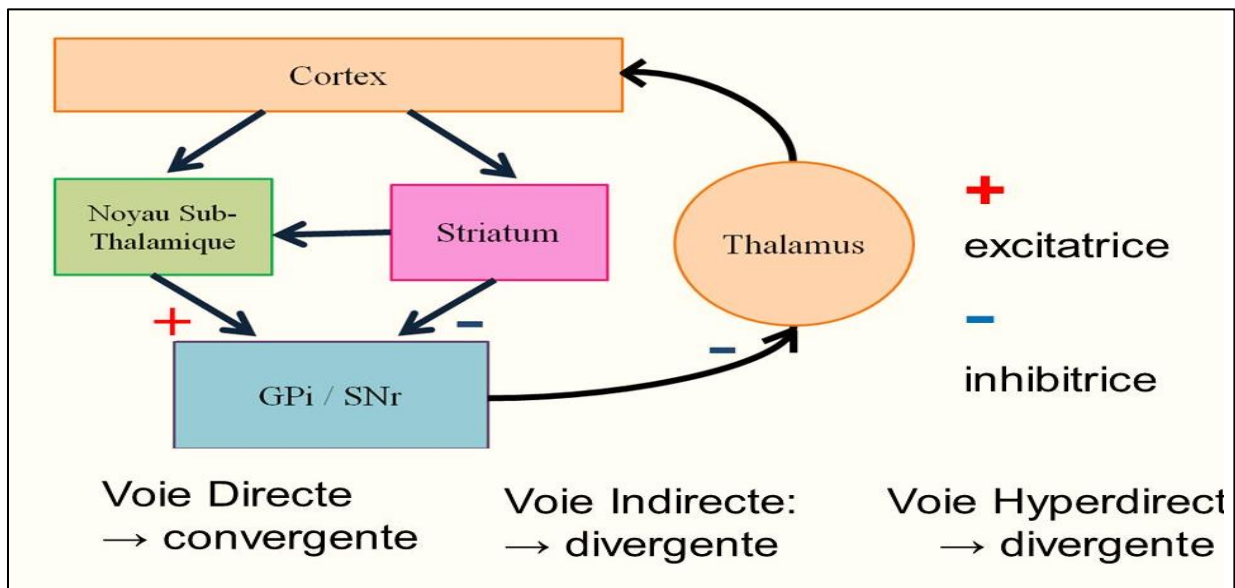 Cortex
Noyau Sub-
Thalamique
Striatum
Thalamus
+
excitatrice
–
inhibitrice
+
–
–
GPi / SNr
Voie Directe
→ convergente
Voie Indirecte:
→ divergente
Voie Hyperdirect
→ divergente